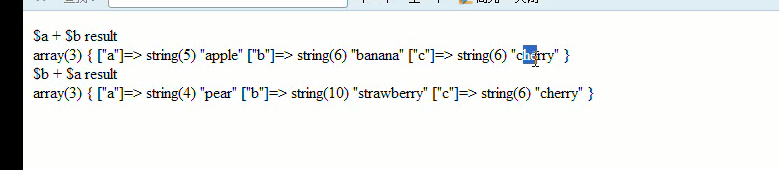 $a + $b result
array(3) { ["a"]=> string(5) "apple" ["b"]=> string(6) "banana" ["c"]=> string(6) "cherry" }
$b + $a result
array(3) { ["a"]=> string(4) "pear" ["b"]=> string(10) "strawberry" ["c"]=> string(6) "cherry" }